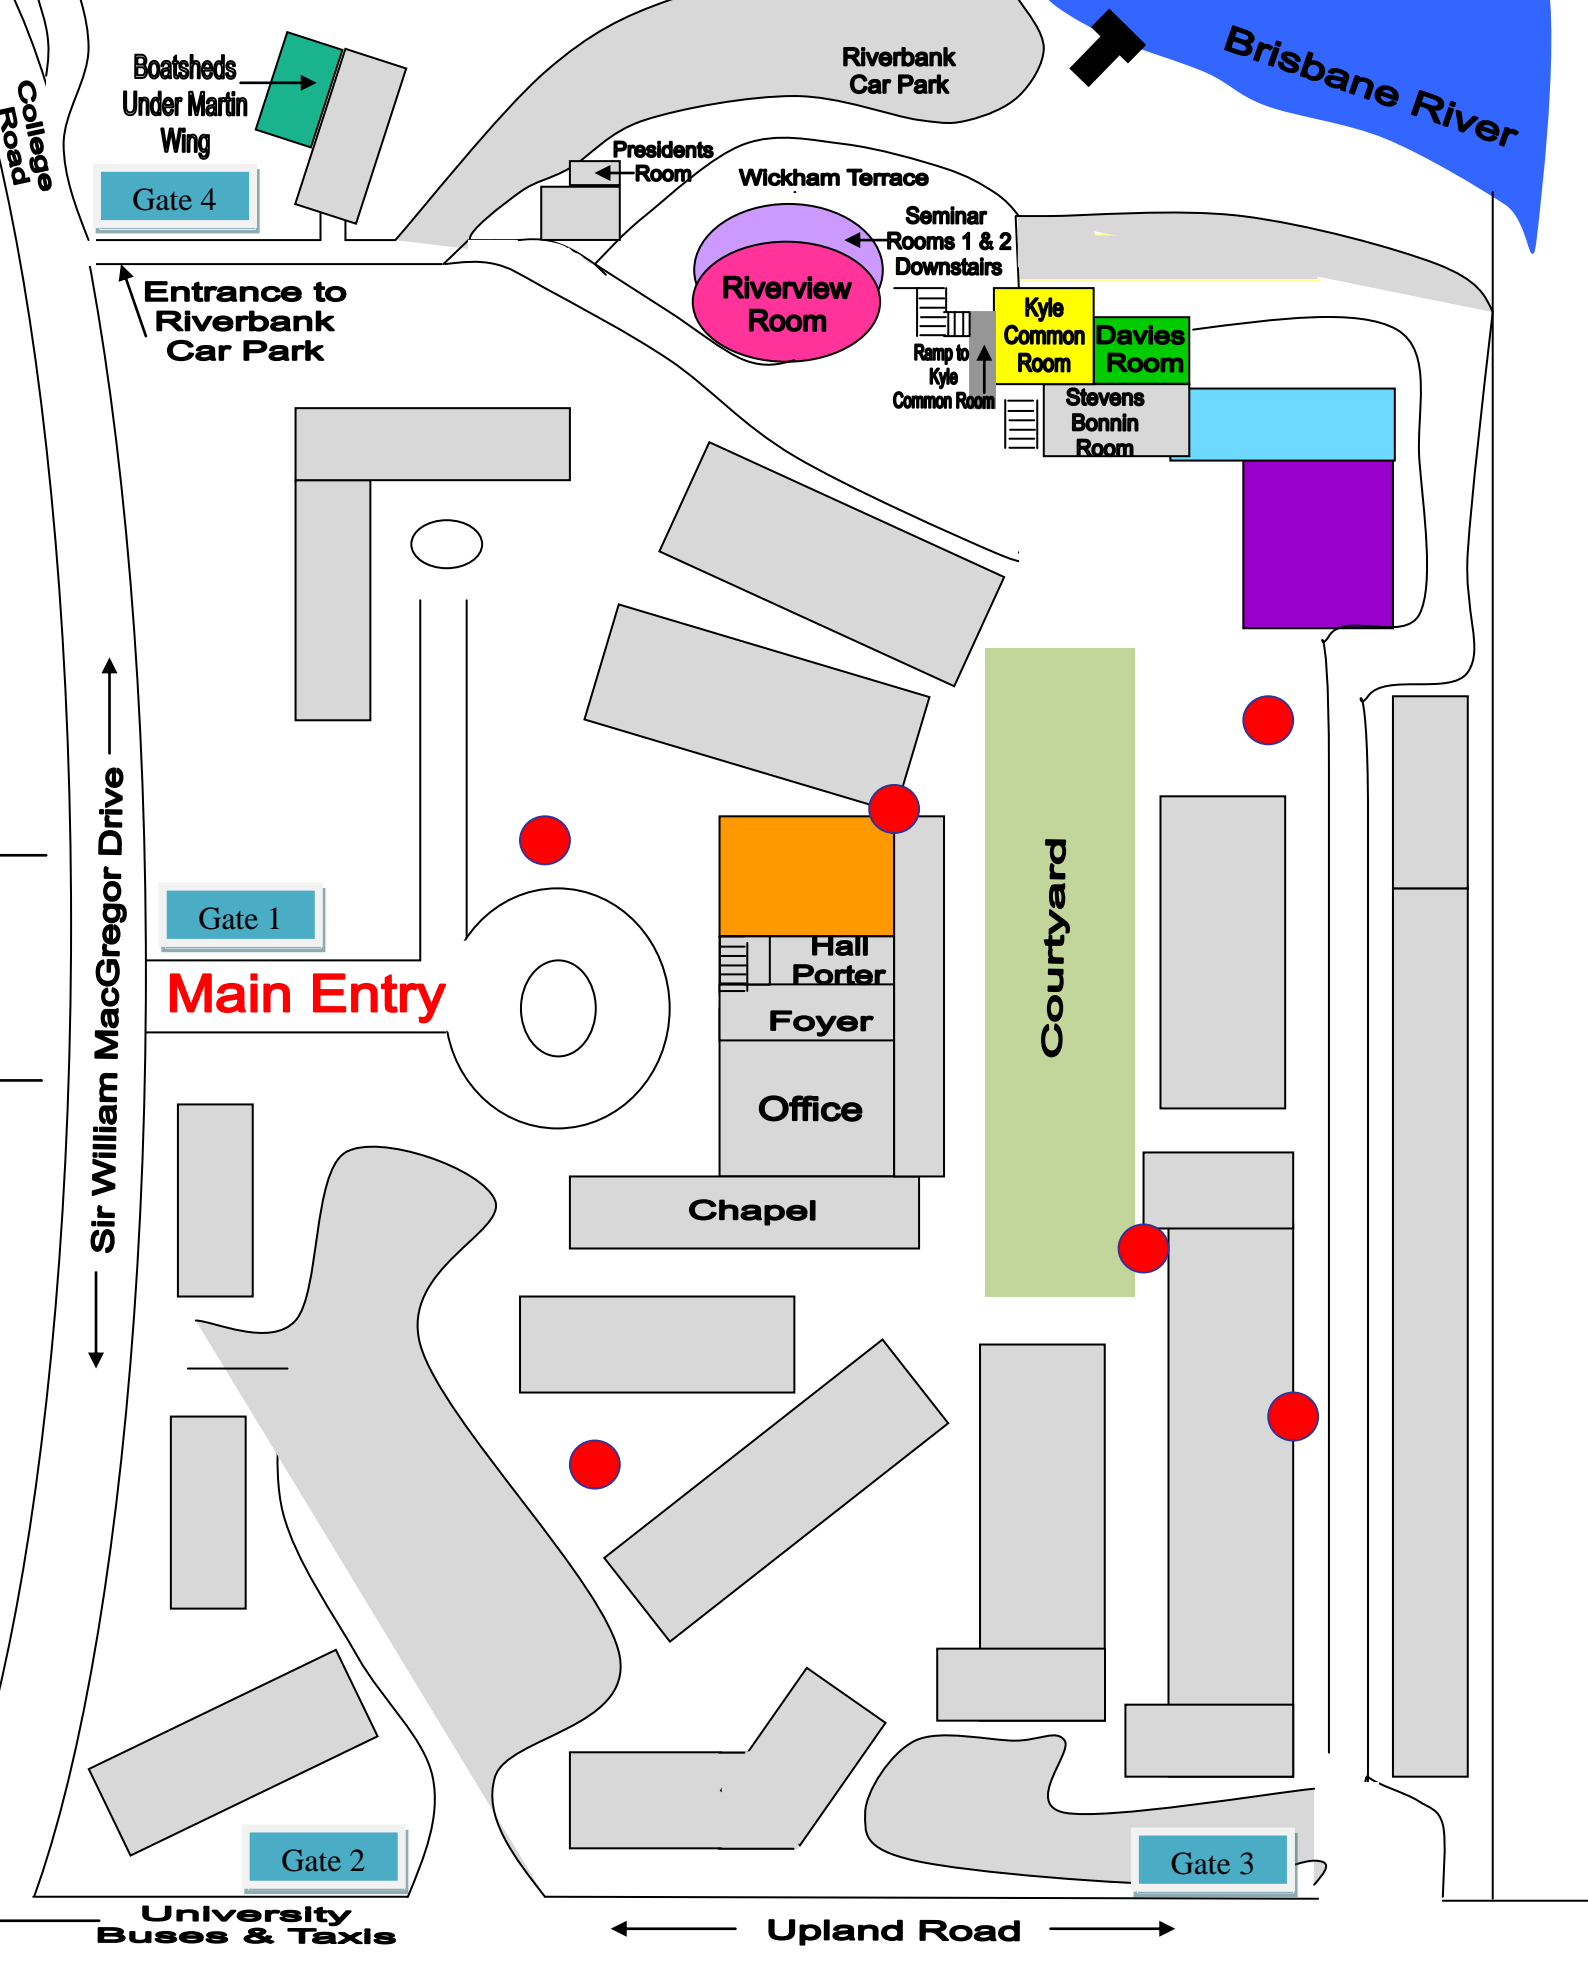 Brisbane River
Riverbank
Car Park
Boatsheds
Under Martin
Wing
College
Road
Gate 4
Presidents
Room
Wickham Terrace
Seminar
Rooms 1 & 2
Downstairs
Riverview
Room
Entrance to
Riverbank
Car Park
Kyle
Common
Room
Davies
Room
Ramp to
Kyle
Common Room
Stevens
Bonnin
Room
Sir William MacGregor Drive
Gate 1
Main Entry
Hall
Porter
Foyer
Office
Courtyard
Chapel
Gate 2
Gate 3
University
Buses & Taxis
Upland Road